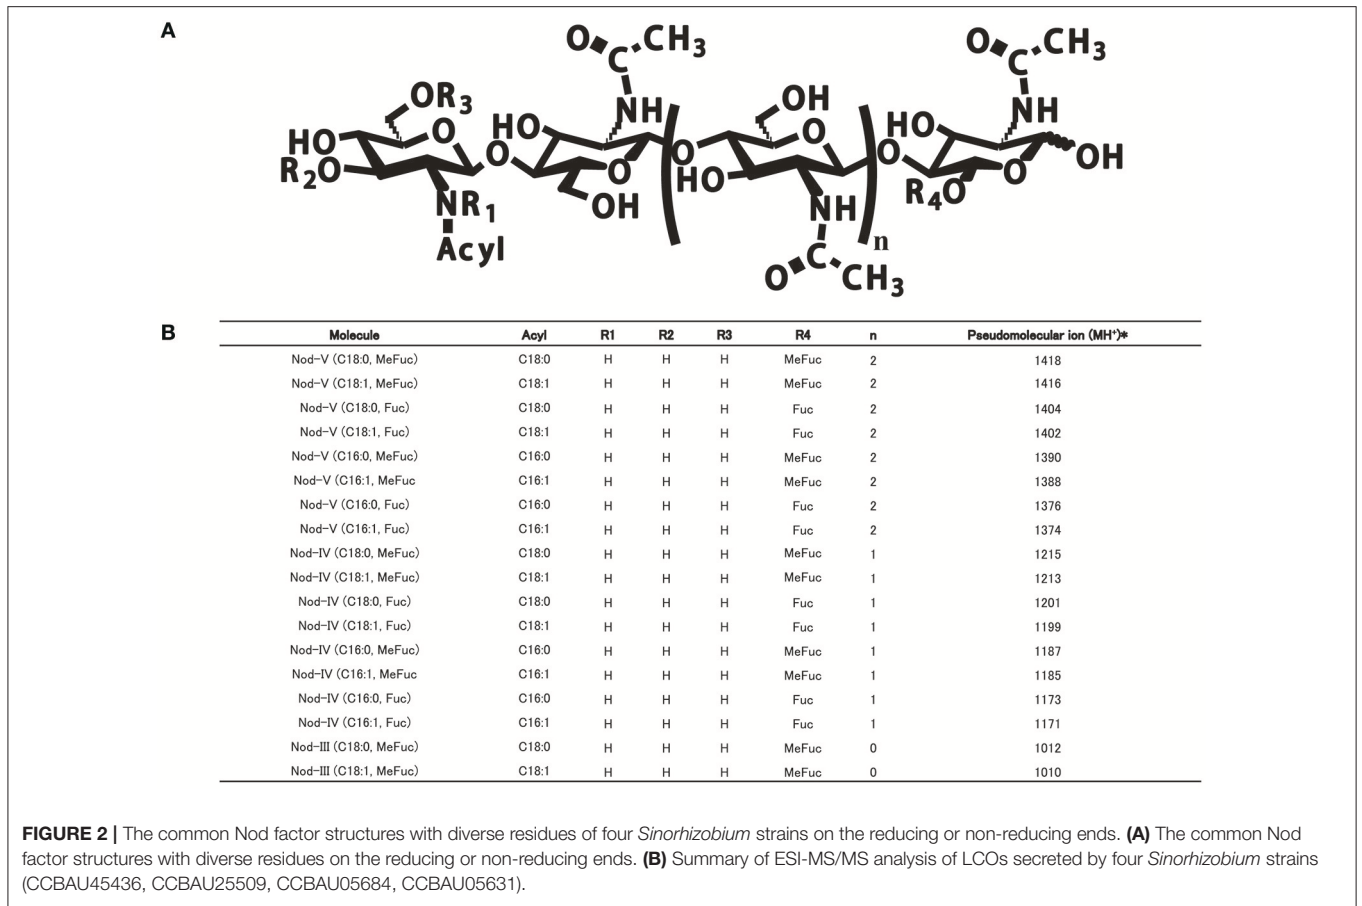 A
O C CH3
O C CH3
OR3 NH OH NH
HO O HO O HO
R2O O O O O OH
NR1 OH HO R4O
Acyl NH n
O C CH3
B
Molecule Acyl R1 R2 R3 R4 n Pseudomolecular ion (MH+)*
Nod-V (C18:0, MeFuc) C18:0 H H H MeFuc 2 1418
Nod-V (C18:1, MeFuc) C18:1 H H H MeFuc 2 1416
Nod-V (C18:0, Fuc) C18:0 H H H Fuc 2 1404
Nod-V (C18:1, Fuc) C18:1 H H H Fuc 2 1402
Nod-V (C16:0, MeFuc) C16:0 H H H MeFuc 2 1390
Nod-V (C16:1, MeFuc C16:1 H H H MeFuc 2 1388
Nod-V (C16:0, Fuc) C16:0 H H H Fuc 2 1376
Nod-V (C16:1, Fuc) C16:1 H H H Fuc 2 1374
Nod-IV (C18:0, MeFuc) C18:0 H H H MeFuc 1 1215
Nod-IV (C18:1, MeFuc) C18:1 H H H MeFuc 1 1213
Nod-IV (C18:0, Fuc) C18:0 H H H Fuc 1 1201
Nod-IV (C18:1, Fuc) C18:1 H H H Fuc 1 1199
Nod-IV (C16:0, MeFuc) C16:0 H H H MeFuc 1 1187
Nod-IV (C16:1, MeFuc C16:1 H H H MeFuc 1 1185
Nod-IV (C16:0, Fuc) C16:0 H H H Fuc 1 1173
Nod-IV (C16:1, Fuc) C16:1 H H H Fuc 1 1171
Nod-III (C18:0, MeFuc) C18:0 H H H MeFuc 0 1012
Nod-III (C18:1, MeFuc) C18:1 H H H MeFuc 0 1010
FIGURE 2 | The common Nod factor structures with diverse residues of four Sinorhizobium strains on the reducing or non-reducing ends. (A) The common Nod
factor structures with diverse residues on the reducing or non-reducing ends. (B) Summary of ESI-MS/MS analysis of LCOs secreted by four Sinorhizobium strains
(CCBAU45436, CCBAU25509, CCBAU05684, CCBAU05631).